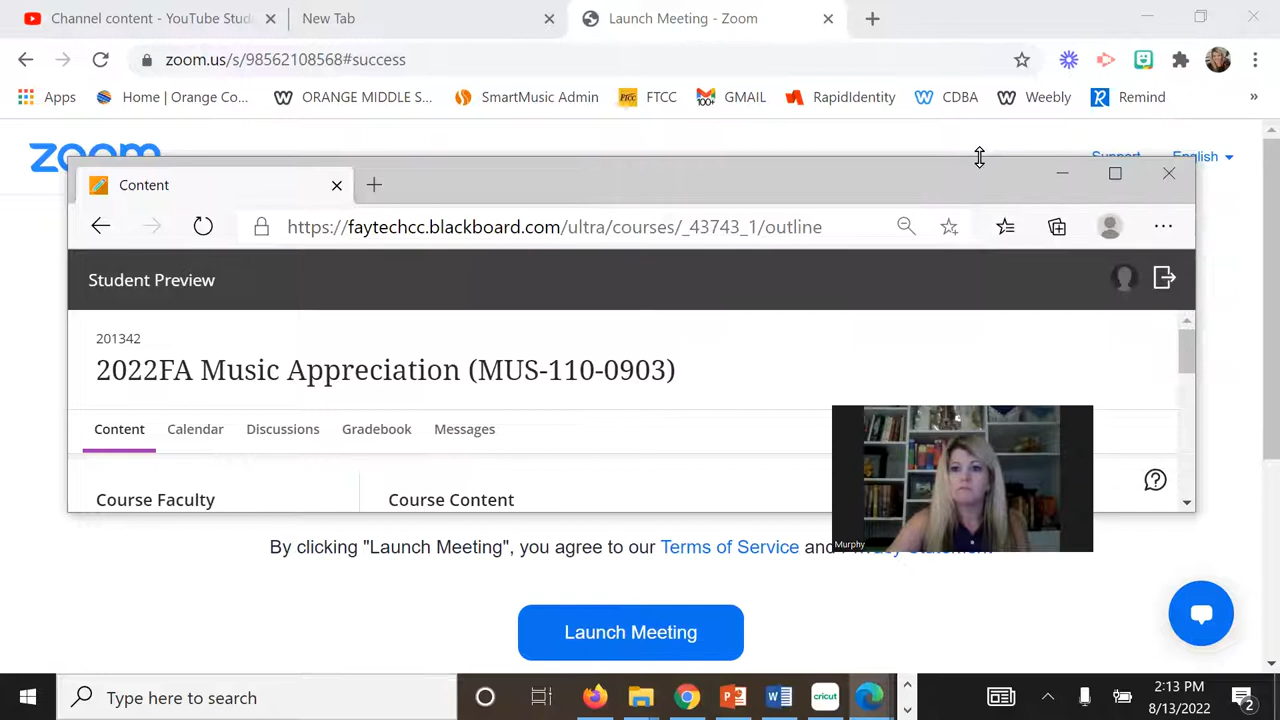 Channel content - YouTube Stud
New Tab
Launch Meeting - Zoom
zoom.us/s/98562108568#success
Apps
Home | Orange Co...
ORANGE MIDDLE S...
SmartMusic Admin
FTCC
GMAIL
RapidIdentity
CDBA
Weebly
Remind
»
zoom
Support
English
Content
https://faytechcc.blackboard.com/ultra/courses/_43743_1/outline
Student Preview
201342
2022FA Music Appreciation (MUS-110-0903)
Content
Calendar
Discussions
Gradebook
Messages
Course Faculty
Course Content
Murphy
By clicking "Launch Meeting", you agree to our Terms of Service and Privacy Statement.
Launch Meeting
Type here to search
cricut
2:13 PM
8/13/2022
2